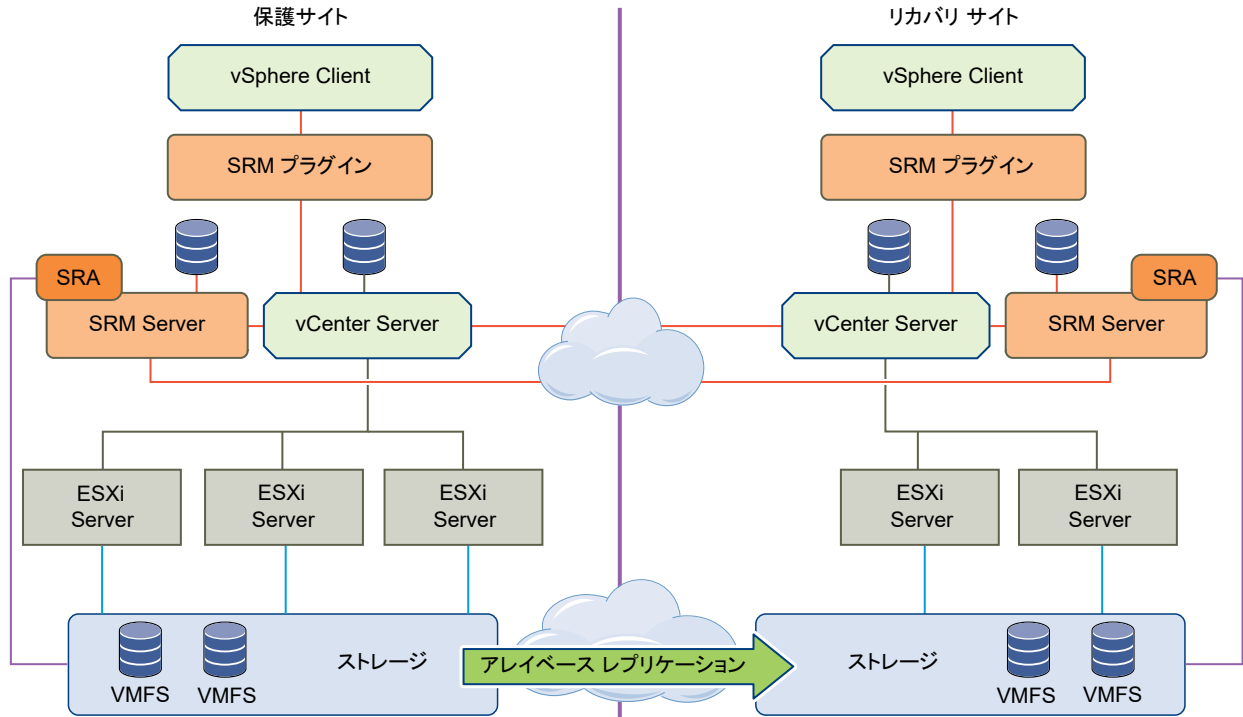 保護サイト
リカバリ サイト
vSphere Client
vSphere Client
SRM プラグイン
SRM プラグイン
SRA
SRA
SRM Server
vCenter Server
vCenter Server
SRM Server
ESXi
Server
ESXi
Server
ESXi
Server
ESXi
Server
ESXi
Server
ストレージ
アレイベース レプリケーション
ストレージ
VMFS
VMFS
VMFS
VMFS